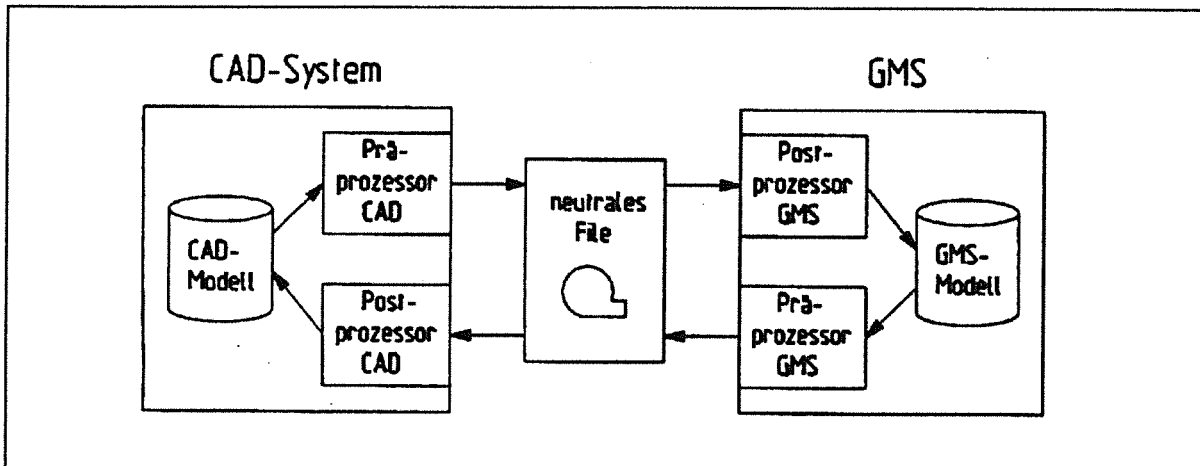 CAD-System
GMS
Prä-
prozessor
CAD
CAD-
Modell
Post-
prozessor
CAD
neutrales
File
Post-
prozessor
GMS
GMS-
Modell
Prä-
prozessor
GMS